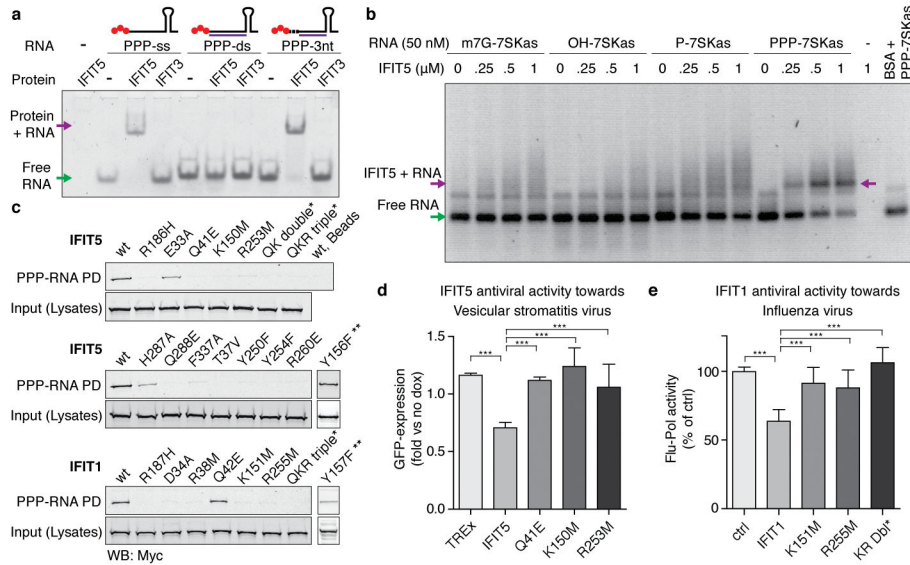 a
RNA - PPP-ss PPP-ds PPP-3nt
Protein IFIT5 - IFIT5 IFIT3 - IFIT5 IFIT3 - IFIT5 IFIT3
Protein
+ RNA
Free
RNA
b
RNA (50 nM) m7G-7SKas OH-7SKas P-7SKas PPP-7SKas - BSA + PPP-7SKas
IFIT5 (μM) 0 .25 .5 1 0 .25 .5 1 0 .25 .5 1 0 .25 .5 1 1
IFIT5 + RNA
Free RNA
c
IFIT5
wt R186H E33A Q41E K150M R253M QK double* QKR triple* wt, Beads
PPP-RNA PD
Input (Lysates)
IFIT5
wt H287A Q288E F337A T37V Y250F Y254F R260E Y156F**
PPP-RNA PD
Input (Lysates)
IFIT1
wt R187H D34A R38M Q42E K151M R255M QKR triple* Y157F**
PPP-RNA PD
Input (Lysates)
WB: Myc
d
IFIT5 antiviral activity towards
Vesicular stromatitis virus
GFP-expression
(fold vs no dox)
1.5
1.0
0.5
0.0
*** *** *** ***
TREx IFIT5 Q41E K150M R253M
e
IFIT1 antiviral activity towards
Influenza virus
Flu-Pol activity
(% of ctrl)
100
50
0
*** *** *** ***
ctrl IFIT1 K151M R255M KR Dbl*